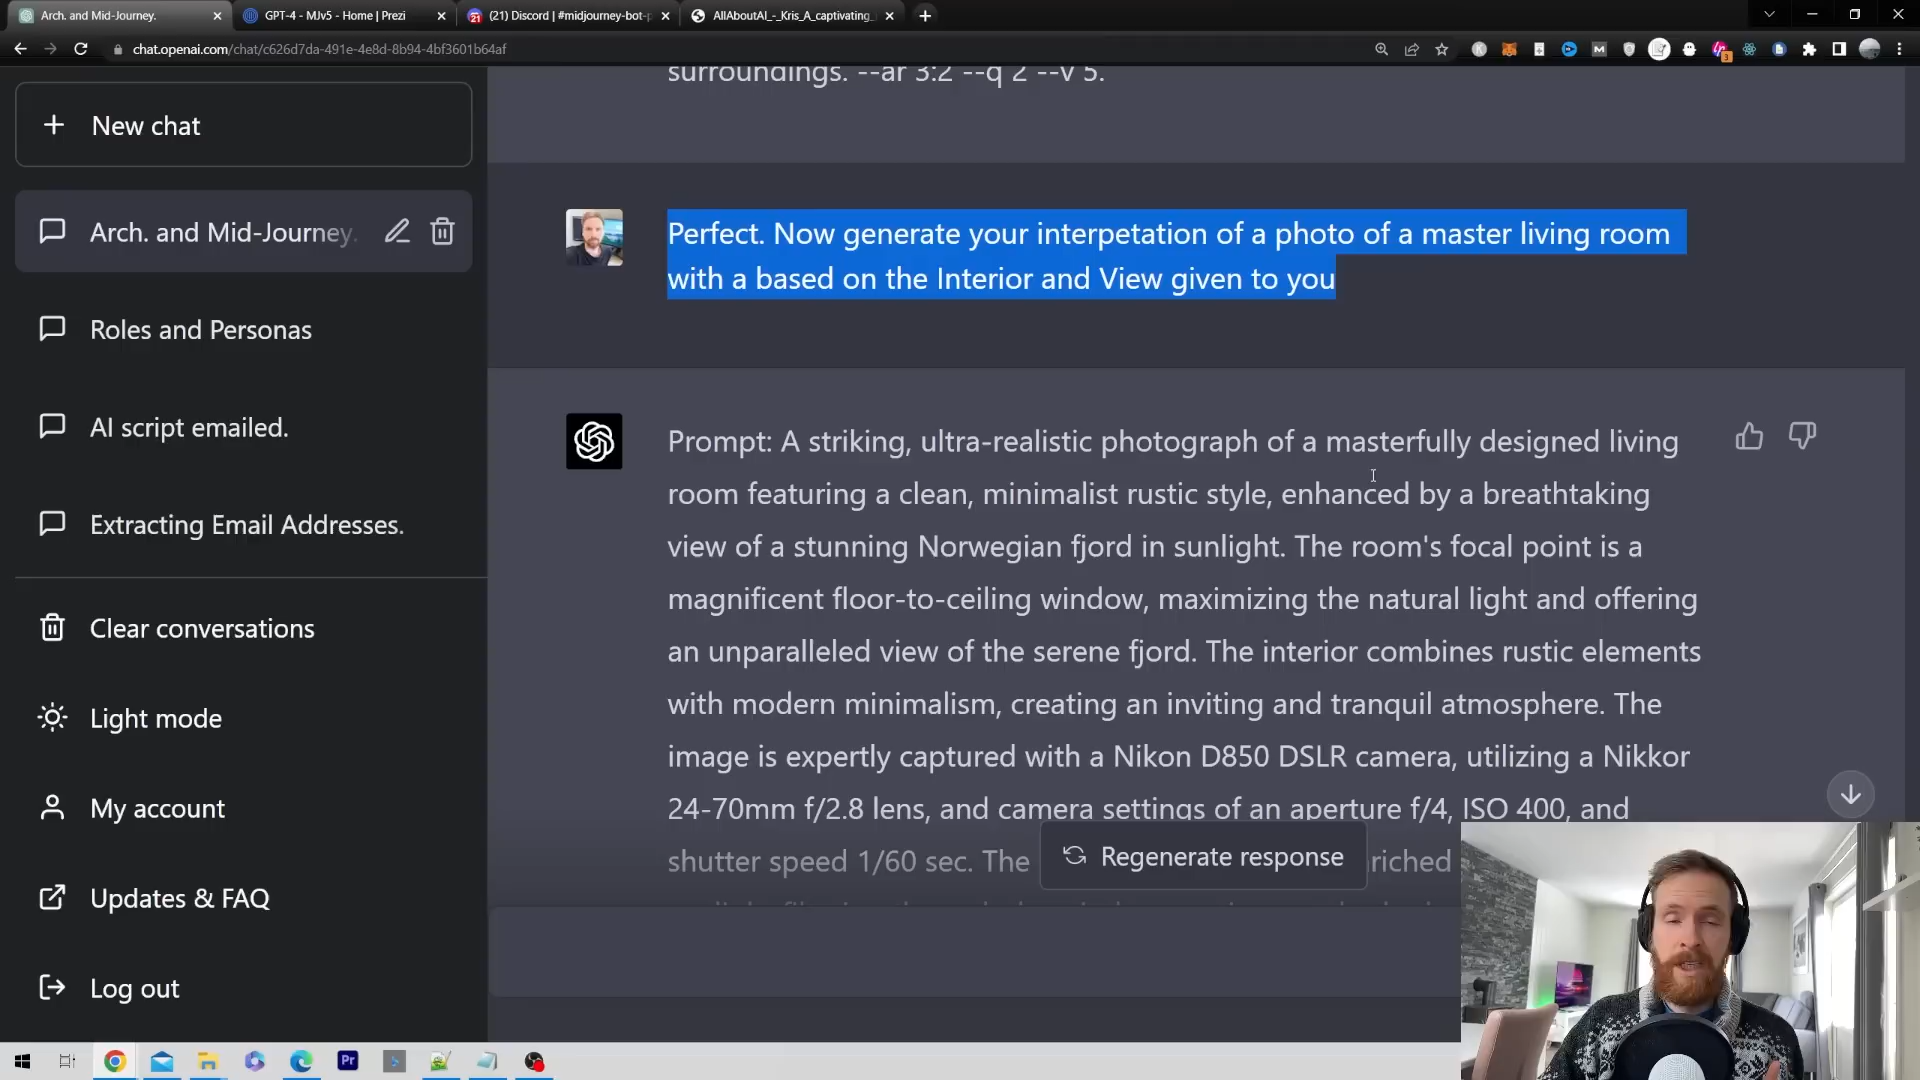 Arch. and Mid-Journey.
GPT-4 - MJv5 - Home | Prezi
(21) Discord | #midjourney-bot-p
AllAboutAI_-_Kris_A_captivating_
chat.openai.com/chat/c626d7da-491e-4e8d-8b94-4bf3601b64af
surroundings. --ar 3:2 --q 2 --v 5.
New chat
Arch. and Mid-Journey.
Roles and Personas
AI script emailed.
Extracting Email Addresses.
Clear conversations
Light mode
My account
Updates & FAQ
Log out
Perfect. Now generate your interpetation of a photo of a master living room
with a based on the Interior and View given to you
Prompt: A striking, ultra-realistic photograph of a masterfully designed living
room featuring a clean, minimalist rustic style, enhanced by a breathtaking
view of a stunning Norwegian fjord in sunlight. The room's focal point is a
magnificent floor-to-ceiling window, maximizing the natural light and offering
an unparalleled view of the serene fjord. The interior combines rustic elements
with modern minimalism, creating an inviting and tranquil atmosphere. The
image is expertly captured with a Nikon D850 DSLR camera, utilizing a Nikkor
24-70mm f/2.8 lens, and camera settings of an aperture f/4, ISO 400, and
shutter speed 1/60 sec. The
Regenerate response
Pr